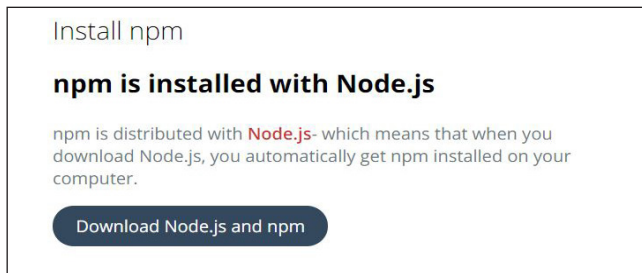 Install npm
npm is installed with Node.js
npm is distributed with Node.js- which means that when you
download Node.js, you automatically get npm installed on your
computer.
Download Node.js and npm